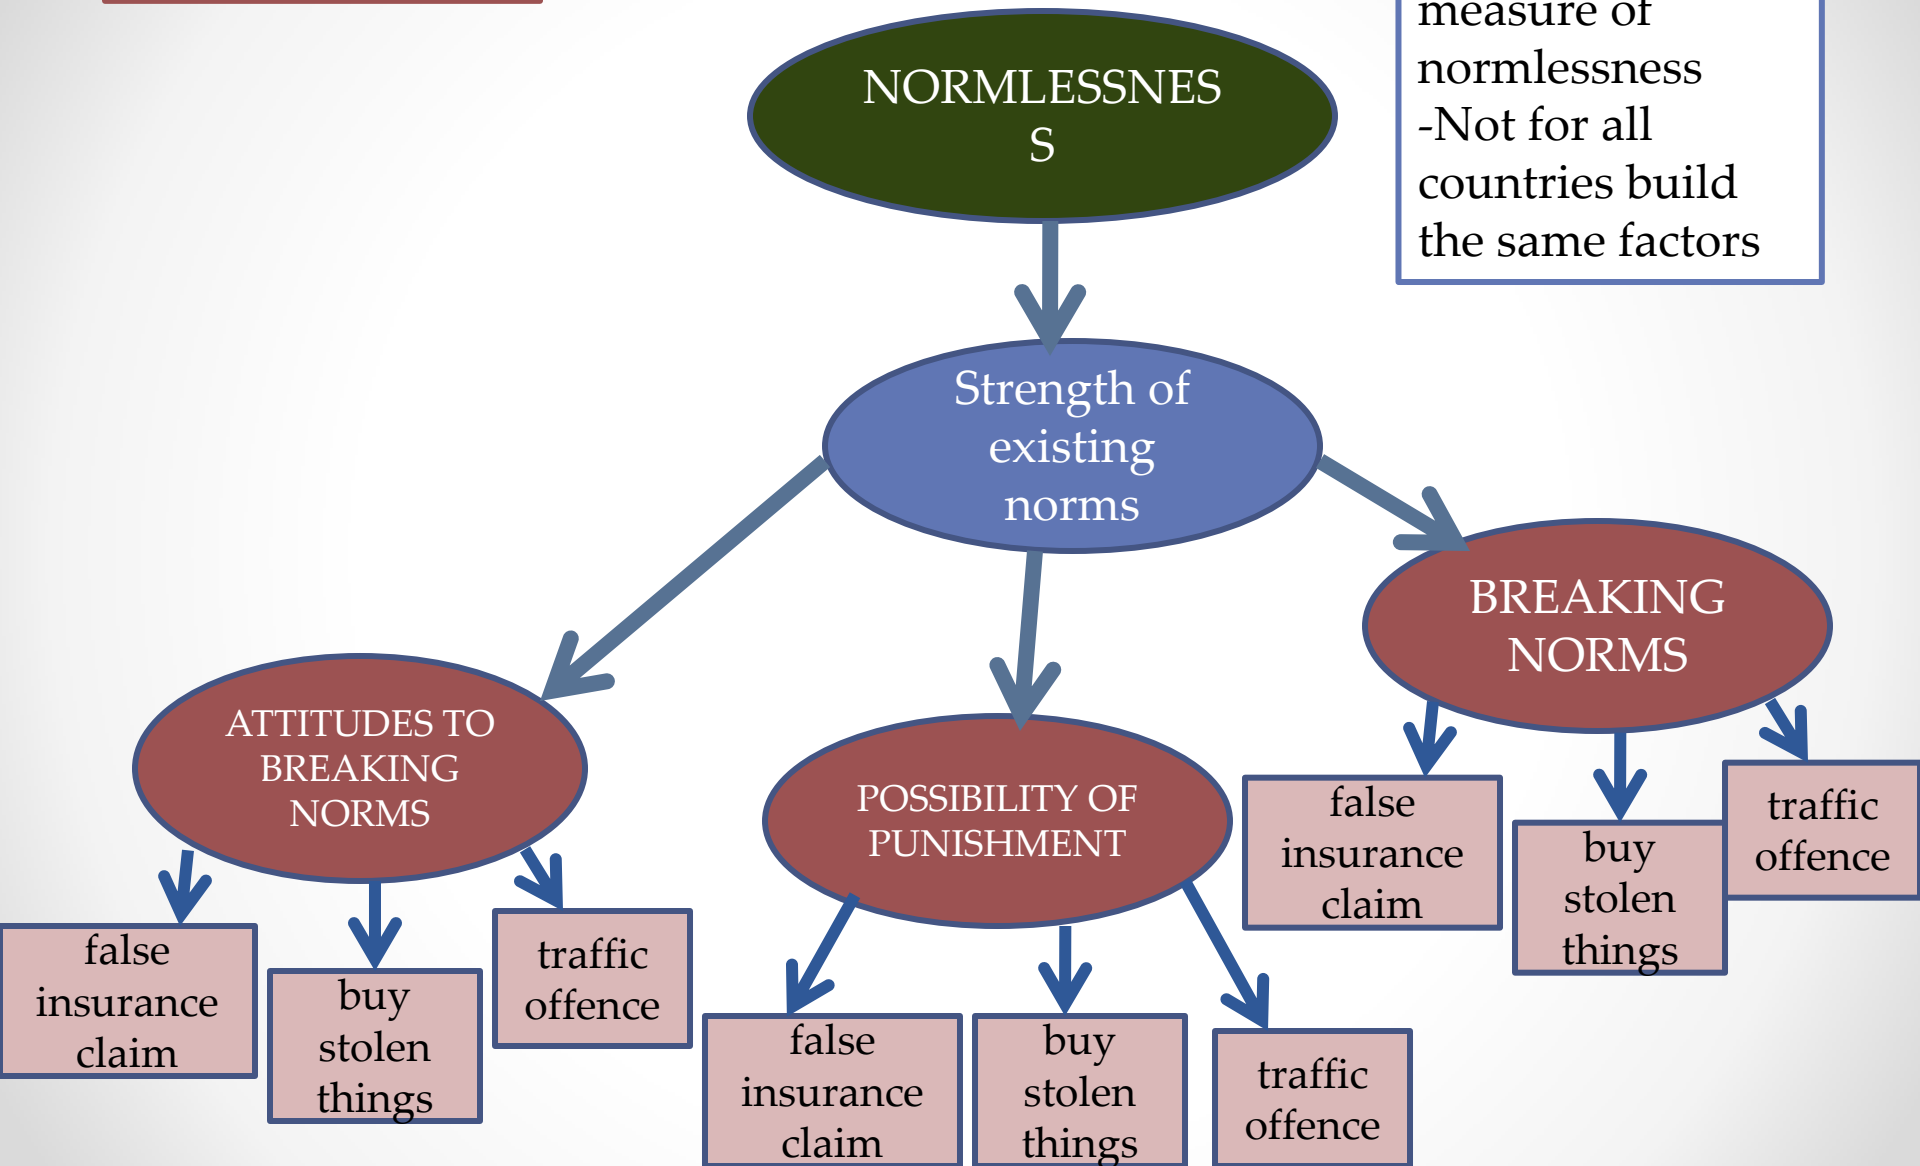 measure of
normlessness
-Not for all
countries build
the same factors
NORMLESSNES
S
Strength of
existing
norms
BREAKING
NORMS
ATTITUDES TO
BREAKING
NORMS
POSSIBILITY OF
PUNISHMENT
false
insurance
claim
buy
stolen
things
traffic
offence
false
insurance
claim
buy
stolen
things
traffic
offence
false
insurance
claim
buy
stolen
things
traffic
offence